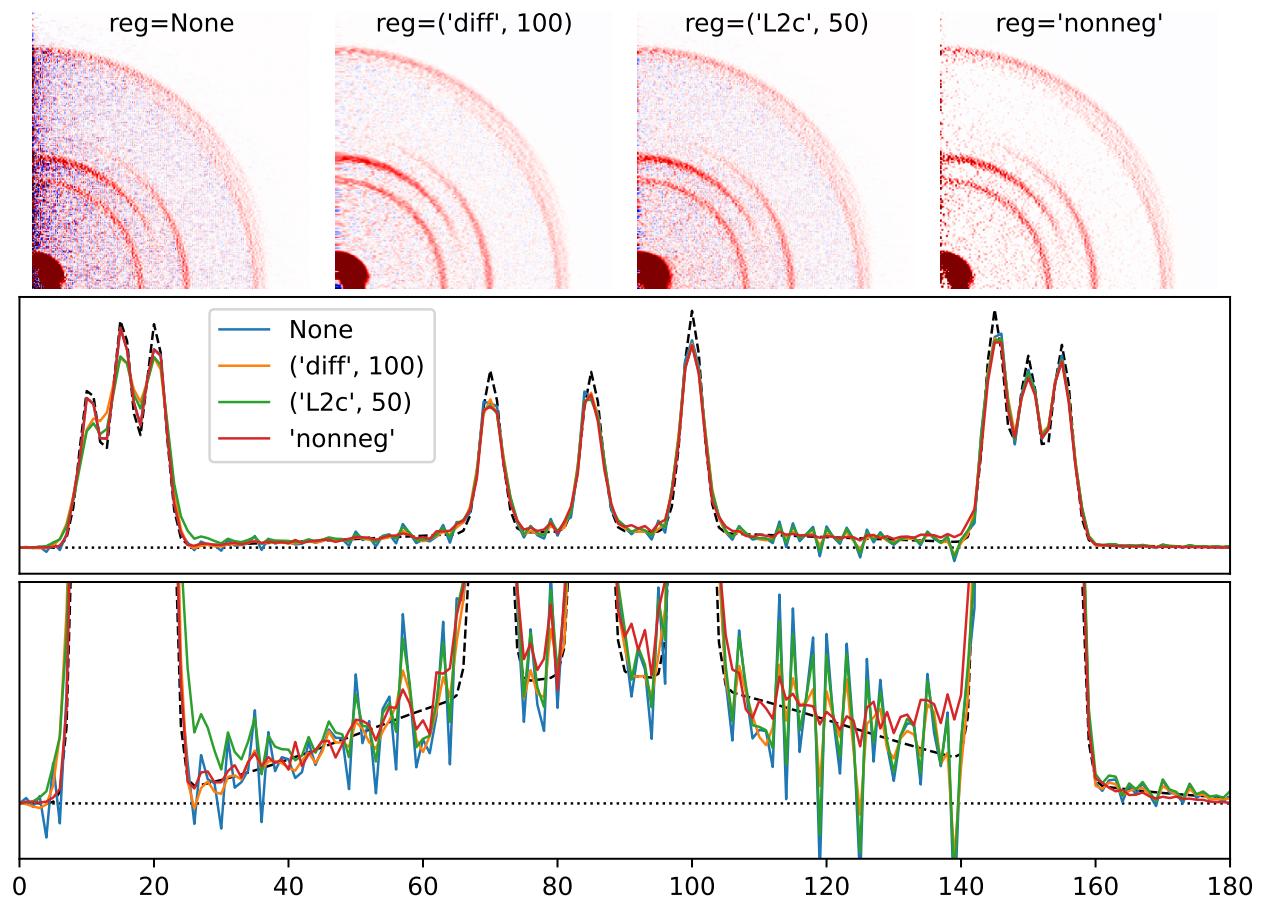 reg=None reg=('diff', 100) reg=('L2c', 50) reg='nonneg'
None
('diff', 100)
('L2c', 50)
'nonneg'
0 20 40 60 80 100 120 140 160 180